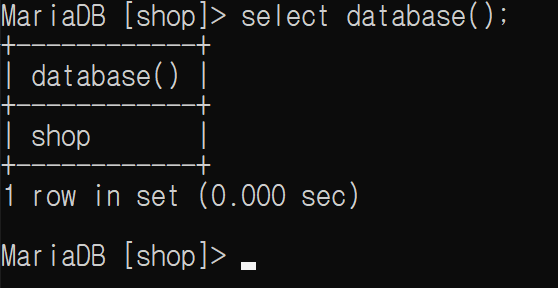 MariaDB [shop]> select database();
+------------+
| database() |
+------------+
| shop       |
+------------+
1 row in set (0.000 sec)
MariaDB [shop]>